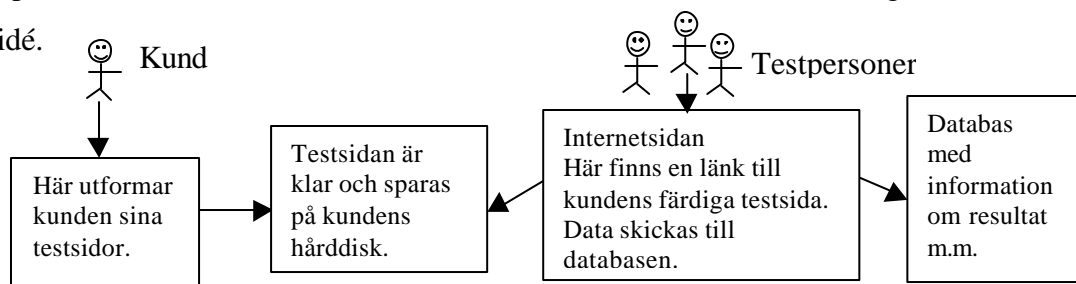 idé.
Kund
Testpersoner
Här utformar
kunden sina
testsidor.
Testsidan är
klar och sparas
på kundens
hårddisk.
Internetsidan
Här finns en länk till
kundens färdiga testsida.
Data skickas till
databasen.
Databas
med
information
om resultat
m.m.